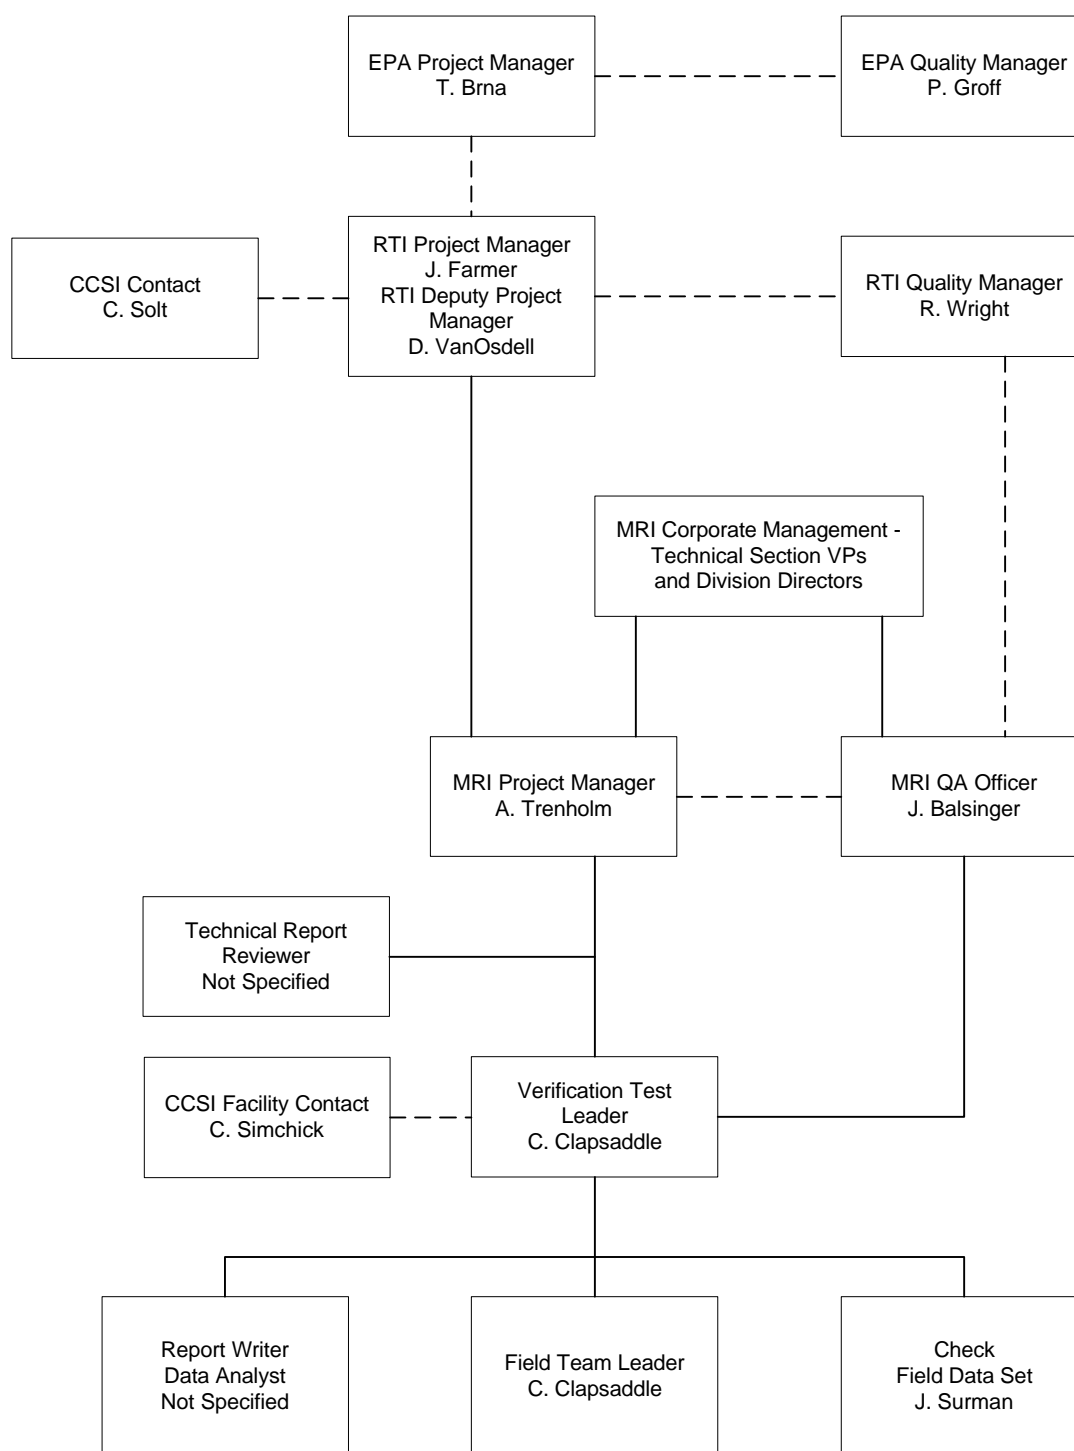 EPA Project Manager
T. Brna
EPA Quality Manager
P. Groff
CCSI Contact
C. Solt
RTI Project Manager
J. Farmer
RTI Deputy Project
Manager
D. VanOsdell
RTI Quality Manager
R. Wright
MRI Corporate Management -
Technical Section VPs
and Division Directors
MRI Project Manager
A. Trenholm
MRI QA Officer
J. Balsinger
Technical Report
Reviewer
Not Specified
CCSI Facility Contact
C. Simchick
Verification Test
Leader
C. Clapsaddle
Report Writer
Data Analyst
Not Specified
Field Team Leader
C. Clapsaddle
Check
Field Data Set
J. Surman